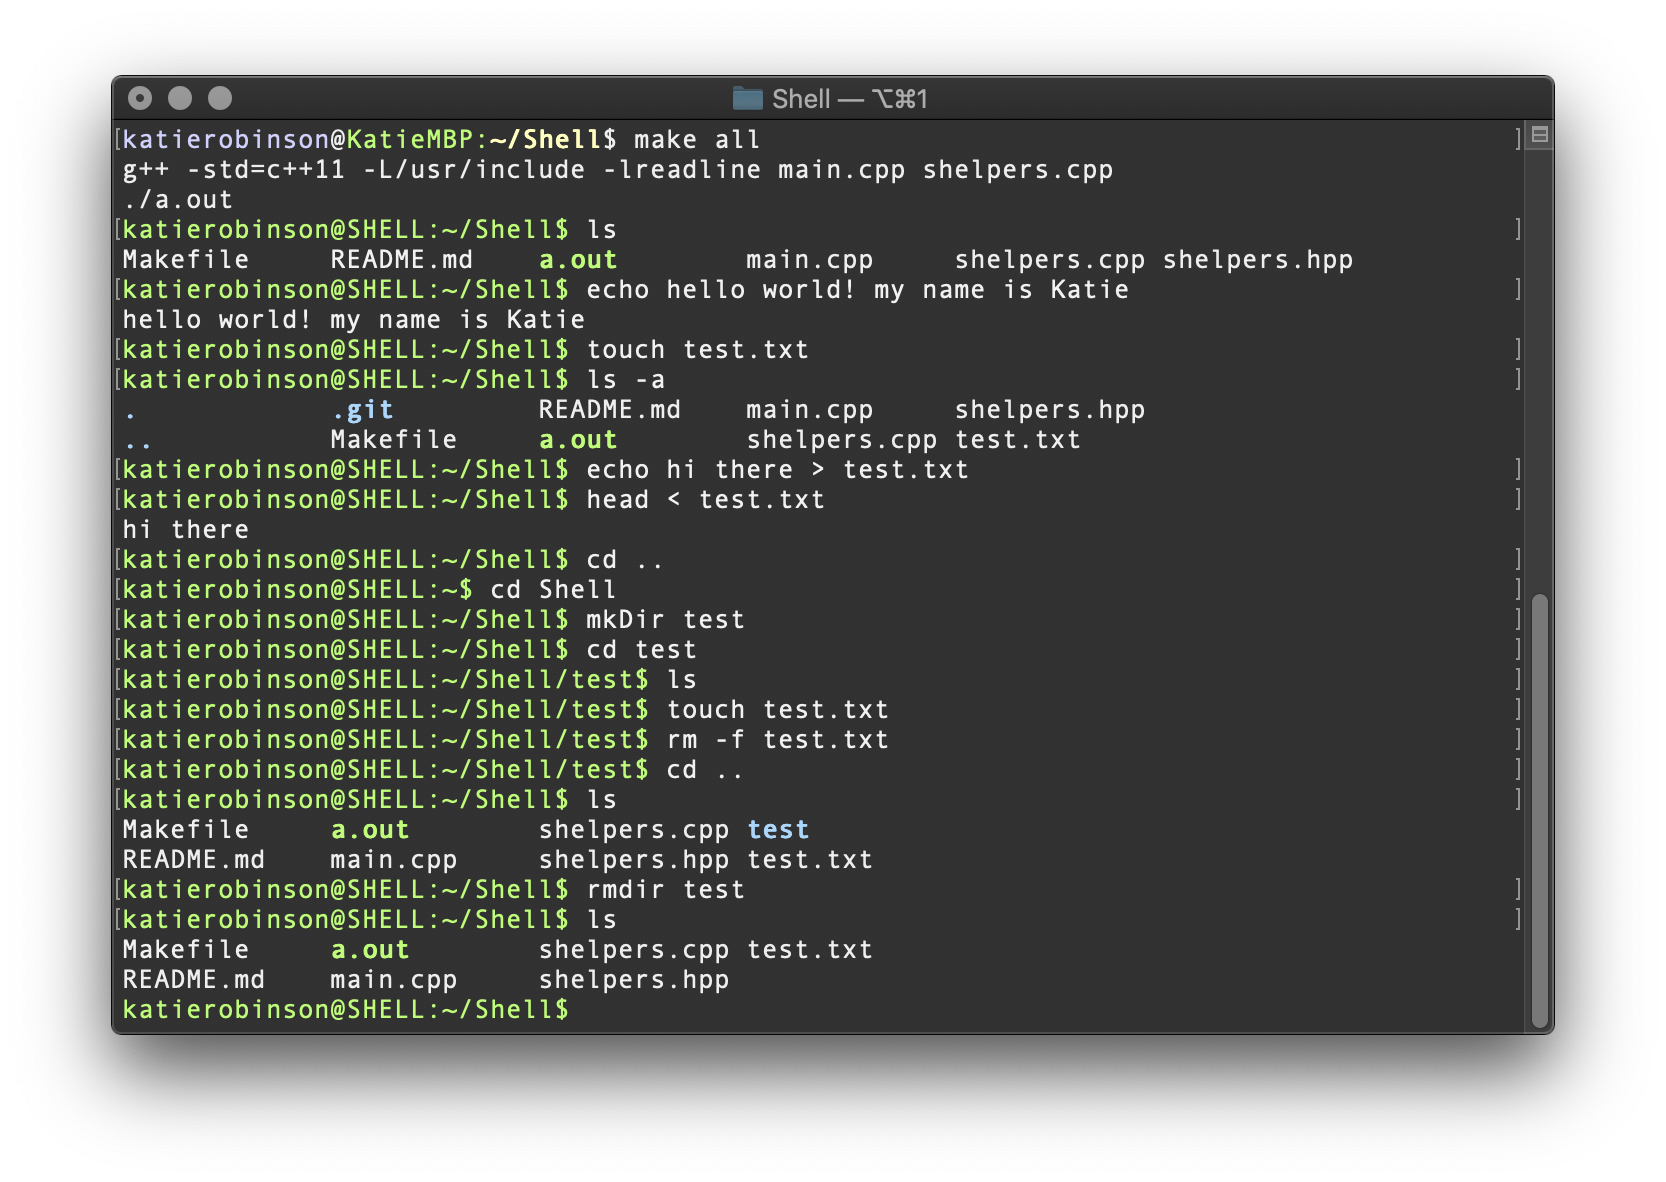 Shell — ⌥⌘1
[katierobinson@KatieMBP:~/Shell$ make all ]
g++ -std=c++11 -L/usr/include -lreadline main.cpp shelpers.cpp
./a.out
[katierobinson@SHELL:~/Shell$ ls ]
Makefile     README.md    a.out        main.cpp     shelpers.cpp shelpers.hpp
[katierobinson@SHELL:~/Shell$ echo hello world! my name is Katie ]
hello world! my name is Katie
[katierobinson@SHELL:~/Shell$ touch test.txt ]
[katierobinson@SHELL:~/Shell$ ls -a ]
.            .git         README.md    main.cpp     shelpers.hpp
..           Makefile     a.out        shelpers.cpp test.txt
[katierobinson@SHELL:~/Shell$ echo hi there > test.txt ]
[katierobinson@SHELL:~/Shell$ head < test.txt ]
hi there
[katierobinson@SHELL:~/Shell$ cd .. ]
[katierobinson@SHELL:~$ cd Shell ]
[katierobinson@SHELL:~/Shell$ mkDir test ]
[katierobinson@SHELL:~/Shell$ cd test ]
[katierobinson@SHELL:~/Shell/test$ ls ]
[katierobinson@SHELL:~/Shell/test$ touch test.txt ]
[katierobinson@SHELL:~/Shell/test$ rm -f test.txt ]
[katierobinson@SHELL:~/Shell/test$ cd .. ]
[katierobinson@SHELL:~/Shell$ ls ]
Makefile     a.out        shelpers.cpp test
README.md    main.cpp     shelpers.hpp test.txt
[katierobinson@SHELL:~/Shell$ rmdir test ]
[katierobinson@SHELL:~/Shell$ ls ]
Makefile     a.out        shelpers.cpp test.txt
README.md    main.cpp     shelpers.hpp
katierobinson@SHELL:~/Shell$